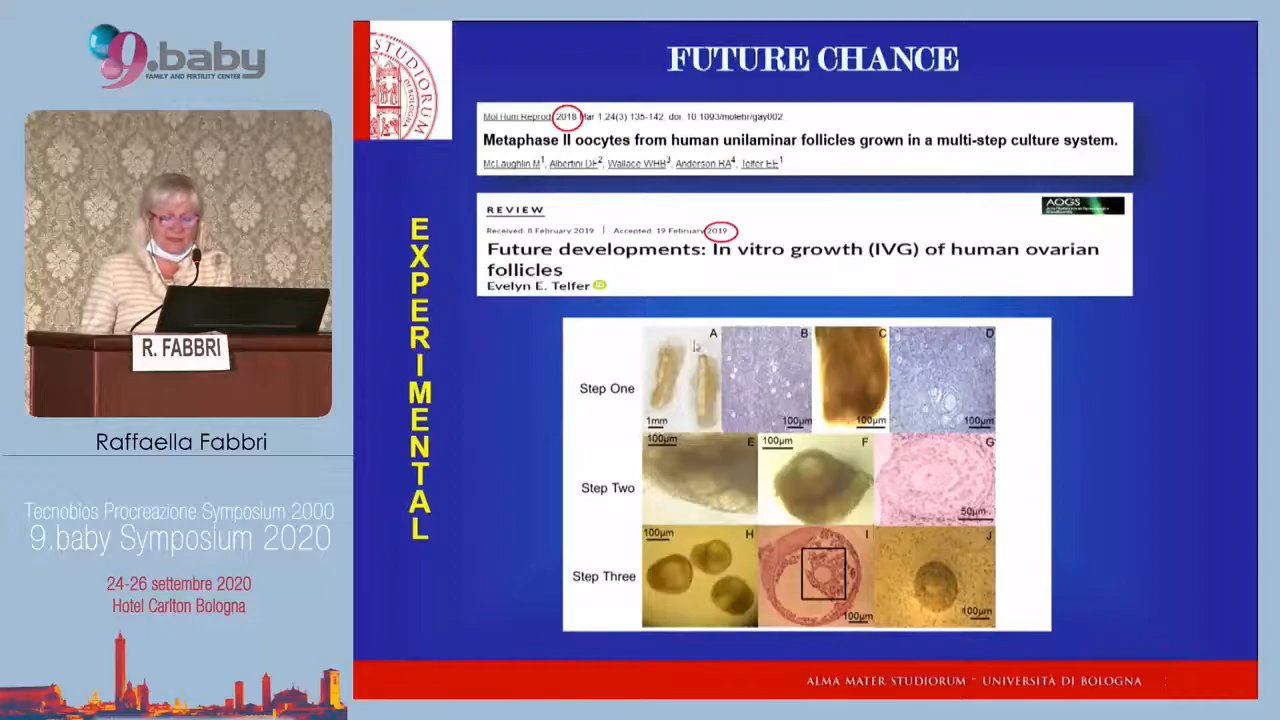 9.baby
FAMILY AND FERTILITY CENTER
R. FABBRI
Raffaella Fabbri
Tecnobios Procreazione Symposium 2000
9.baby Symposium 2020
24-26 settembre 2020
Hotel Carlton Bologna
STUDIORUM
FUTURE CHANCE
Mol Hum Reprod. 2018 Mar 1;24(3):135-142. doi: 10.1093/molehr/gay002.
Metaphase II oocytes from human unilaminar follicles grown in a multi-step culture system.
McLaughlin M1, Albertini DF2, Wallace WHB3, Anderson RA4, Telfer EE1
EXPERIMENTAL
REVIEW
AOGS
Received: 8 February 2019 | Accepted: 19 February 2019
Future developments: In vitro growth (IVG) of human ovarian
follicles
Evelyn E. Telfer iD
A B C D
Step One
1mm 100µm 100µm 100µm
100µm E 100µm F G
Step Two
50µm
100µm H I J
Step Three
100µm 100µm
ALMA MATER STUDIORUM ~ UNIVERSITÀ DI BOLOGNA